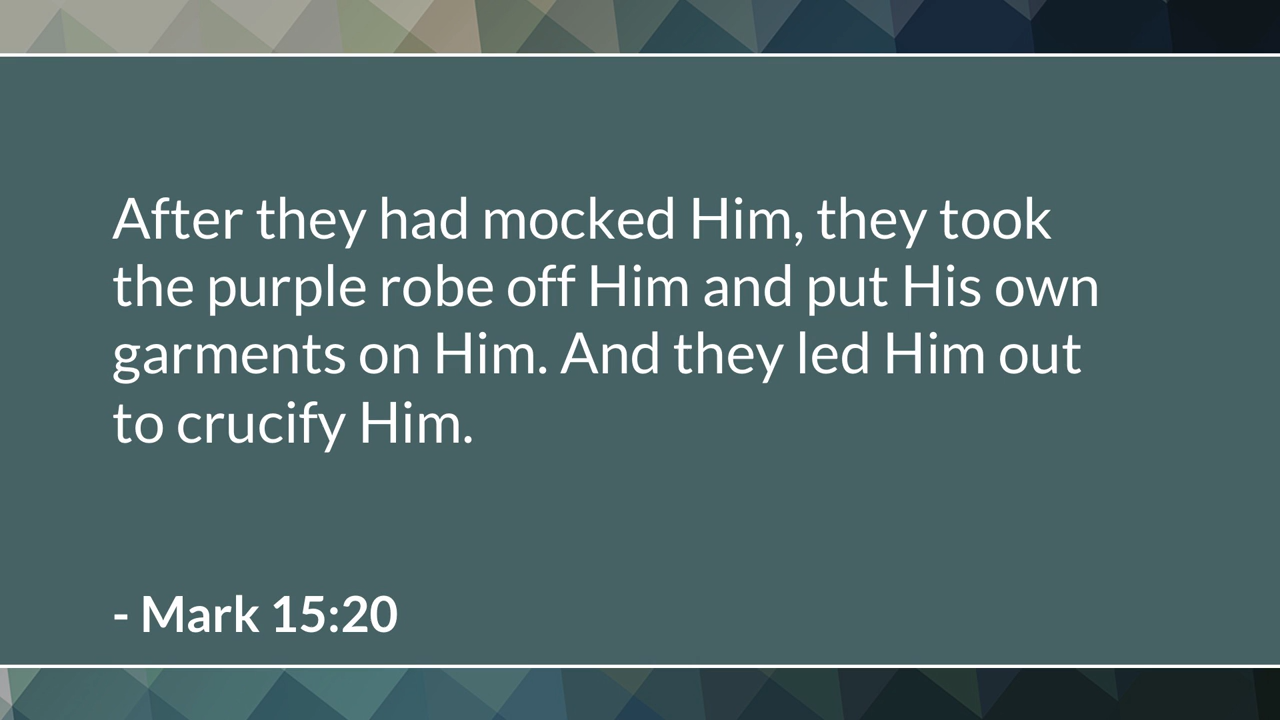 After they had mocked Him, they took
the purple robe off Him and put His own
garments on Him. And they led Him out
to crucify Him.
- Mark 15:20